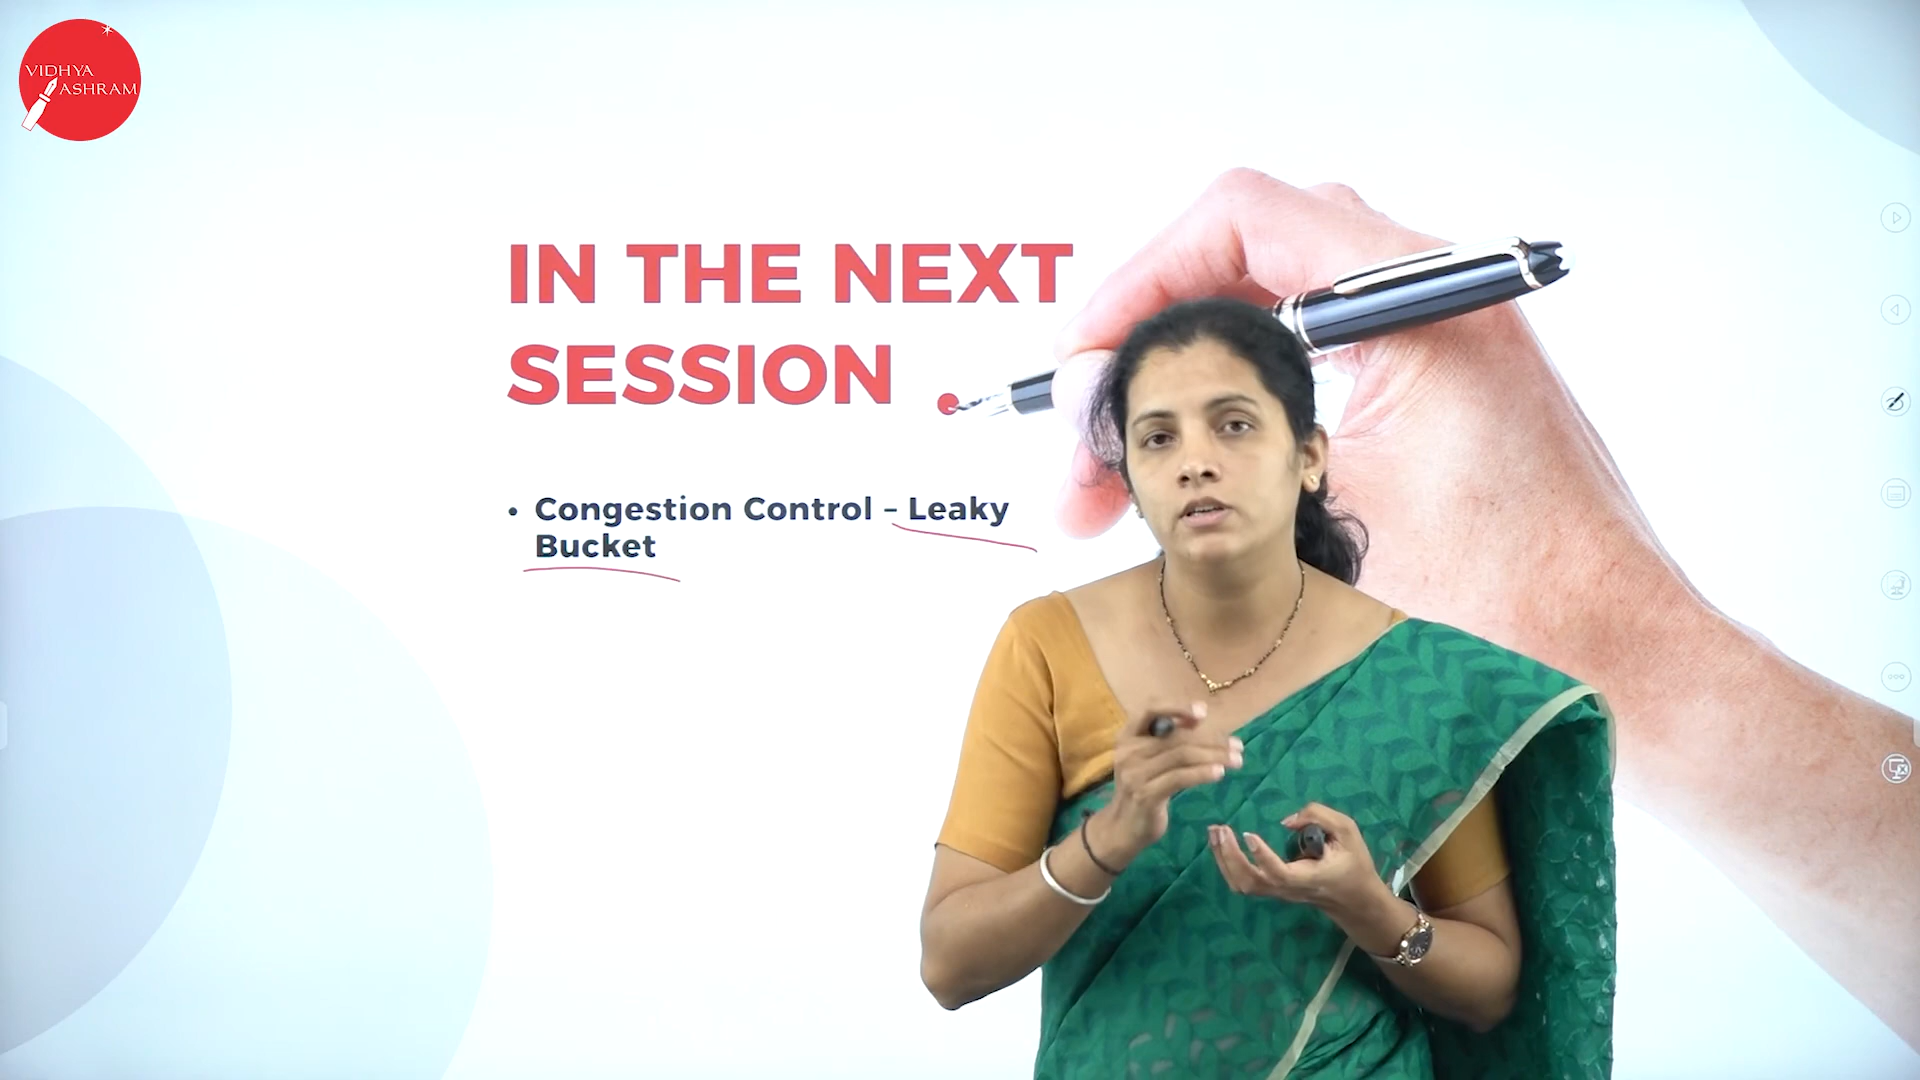 VIDHYA
ASHRAM
IN THE NEXT
SESSION
• Congestion Control – Leaky
Bucket